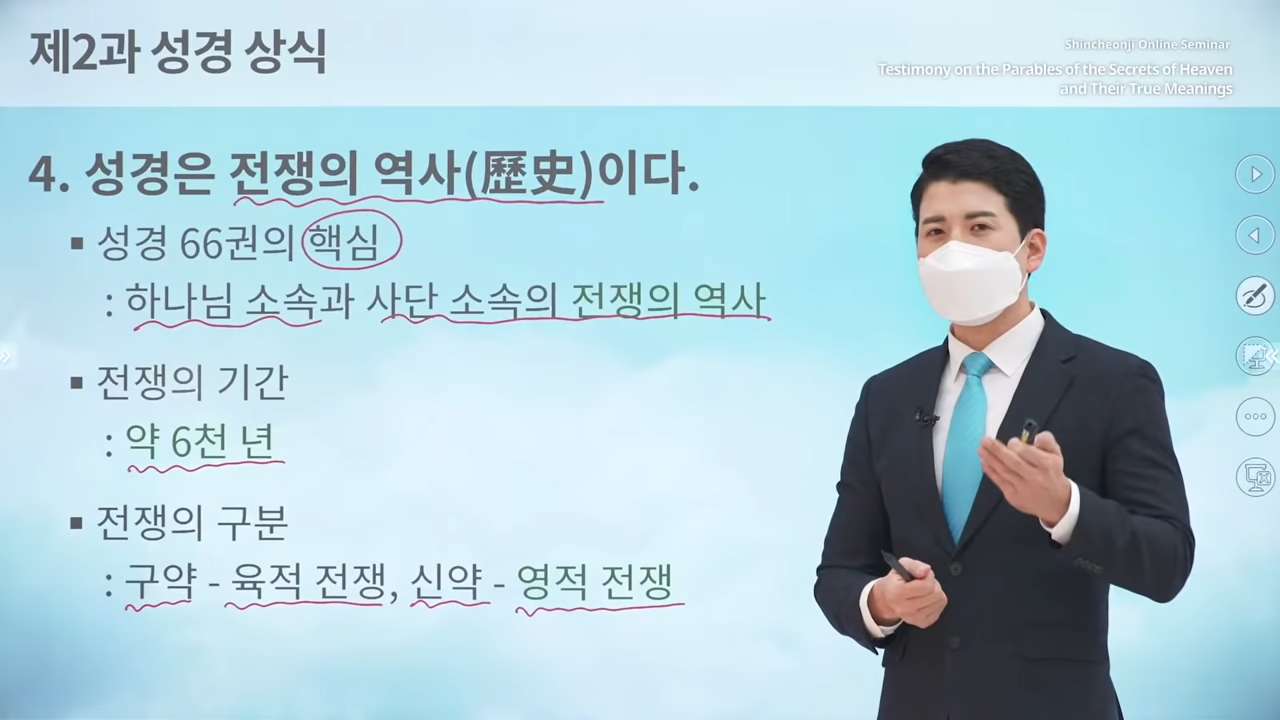 제2과 성경 상식
Shincheonji Online Seminar
Testimony on the Parables of the Secrets of Heaven
and Their True Meanings
4. 성경은 전쟁의 역사(歷史)이다.
▪ 성경 66권의 핵심
: 하나님 소속과 사단 소속의 전쟁의 역사
▪ 전쟁의 기간
: 약 6천 년
▪ 전쟁의 구분
: 구약 - 육적 전쟁, 신약 - 영적 전쟁